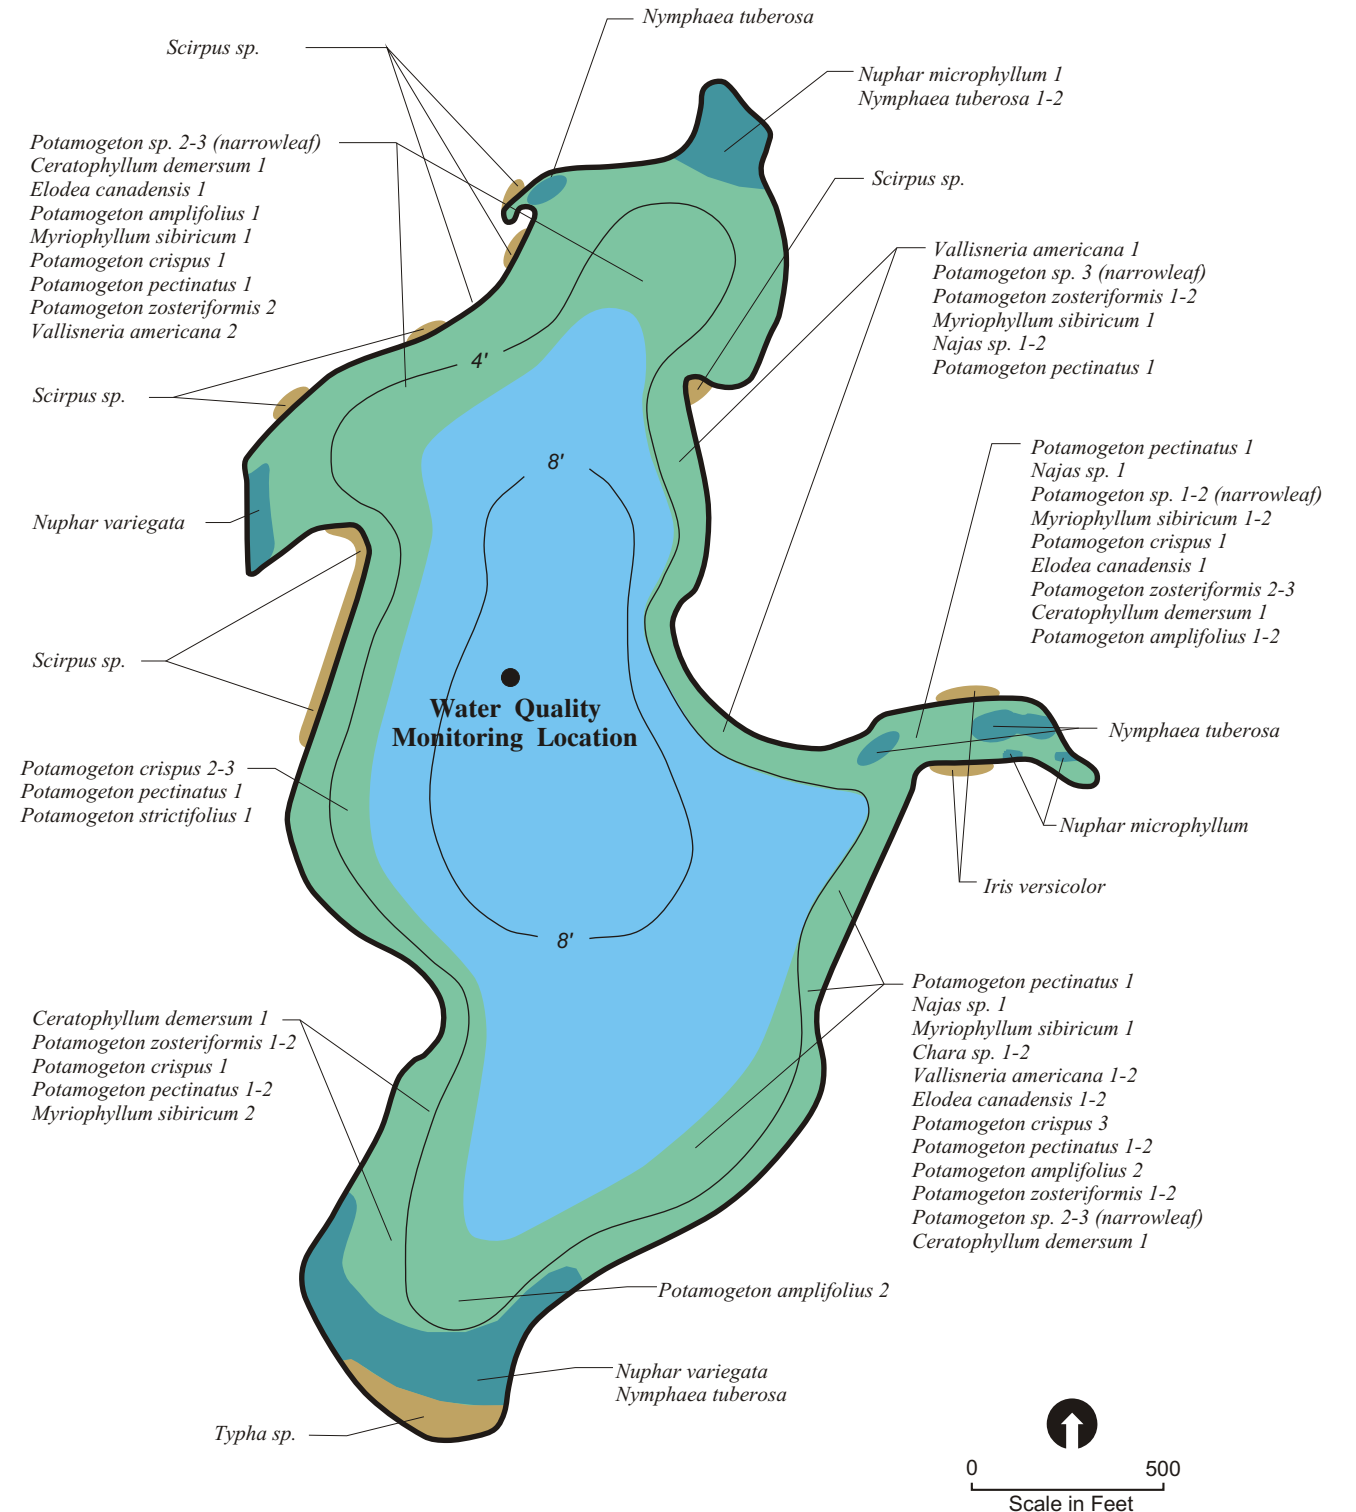 Nymphaea tuberosa
Scirpus sp.
Nuphar microphyllum 1
Nymphaea tuberosa 1-2
Potamogeton sp. 2-3 (narrowleaf)
Ceratophyllum demersum 1
Elodea canadensis 1
Potamogeton amplifolius 1
Myriophyllum sibiricum 1
Potamogeton crispus 1
Potamogeton pectinatus 1
Potamogeton zosteriformis 2
Vallisneria americana 2
Scirpus sp.
Vallisneria americana 1
Potamogeton sp. 3 (narrowleaf)
Potamogeton zosteriformis 1-2
Myriophyllum sibiricum 1
Najas sp. 1-2
Potamogeton pectinatus 1
4'
Scirpus sp.
8'
Potamogeton pectinatus 1
Najas sp. 1
Potamogeton sp. 1-2 (narrowleaf)
Myriophyllum sibiricum 1-2
Potamogeton crispus 1
Elodea canadensis 1
Potamogeton zosteriformis 2-3
Ceratophyllum demersum 1
Potamogeton amplifolius 1-2
Nuphar variegata
Scirpus sp.
Water Quality
Monitoring Location
Nymphaea tuberosa
Potamogeton crispus 2-3
Potamogeton pectinatus 1
Potamogeton strictifolius 1
Nuphar microphyllum
Iris versicolor
8'
Potamogeton pectinatus 1
Najas sp. 1
Myriophyllum sibiricum 1
Chara sp. 1-2
Vallisneria americana 1-2
Elodea canadensis 1-2
Potamogeton crispus 3
Potamogeton pectinatus 1-2
Potamogeton amplifolius 2
Potamogeton zosteriformis 1-2
Potamogeton sp. 2-3 (narrowleaf)
Ceratophyllum demersum 1
Ceratophyllum demersum 1
Potamogeton zosteriformis 1-2
Potamogeton crispus 1
Potamogeton pectinatus 1-2
Myriophyllum sibiricum 2
Potamogeton amplifolius 2
Nuphar variegata
Nymphaea tuberosa
Typha sp.
0 500
Scale in Feet